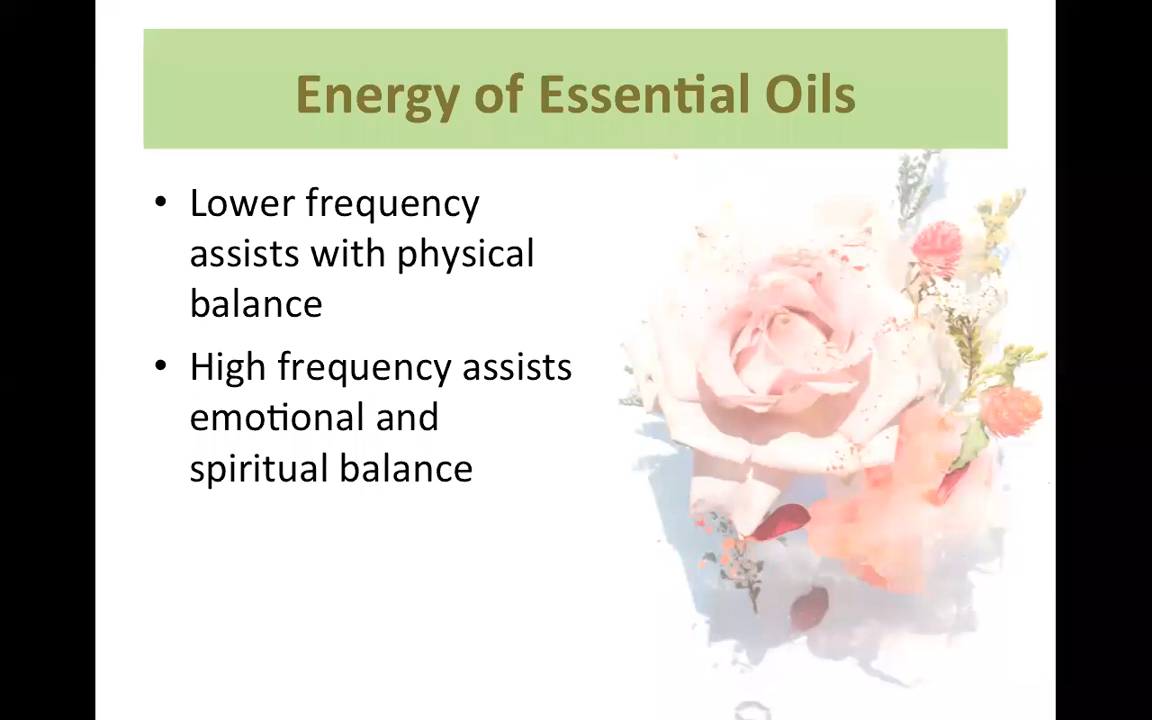 Energy of Essential Oils
• Lower frequency
assists with physical
balance
• High frequency assists
emotional and
spiritual balance